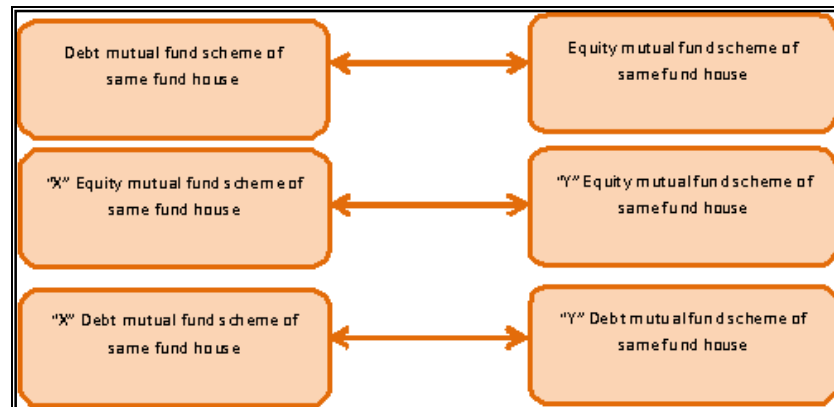 Debt mutual fund scheme of
same fund house
Equity mutual fund scheme of
same fund house
"X" Equity mutual fund scheme of
same fund house
"Y" Equity mutual fund scheme of
same fund house
"X" Debt mutual fund scheme of
same fund house
"Y" Debt mutual fund scheme of
same fund house